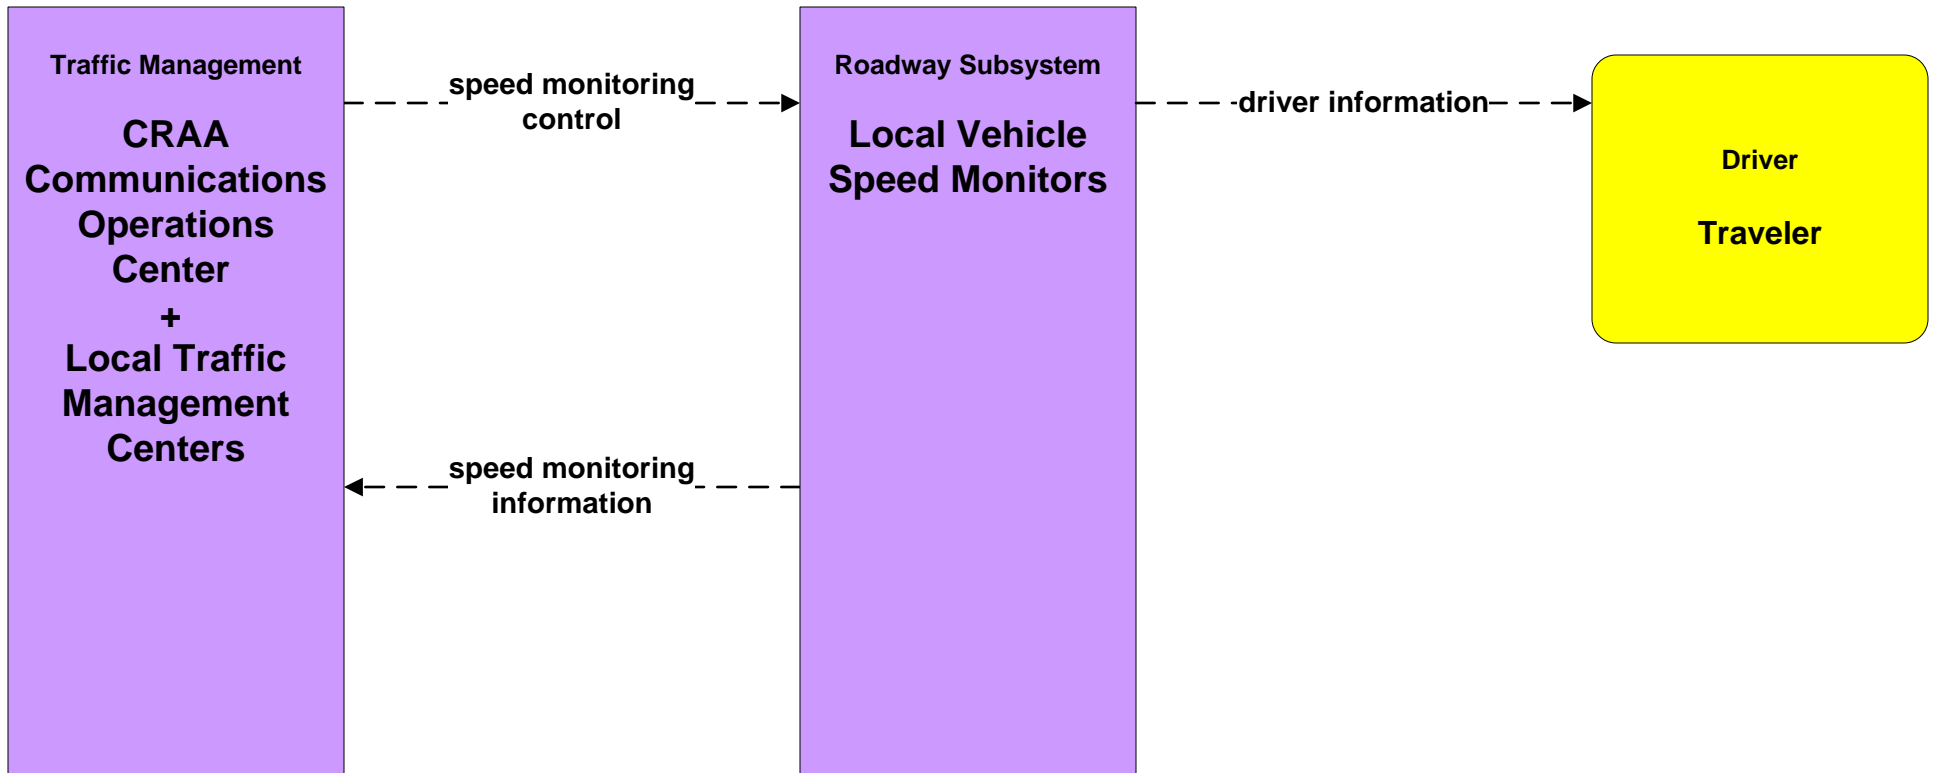 Traffic Management
CRAA
Communications
Operations
Center
+
Local Traffic
Management
Centers
speed monitoring
control
speed monitoring
information
Roadway Subsystem
Local Vehicle
Speed Monitors
driver information
Driver
Traveler